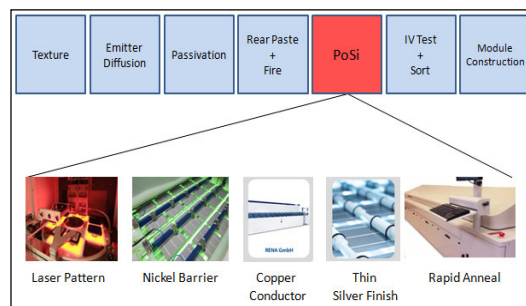 Texture
Emitter
Diffusion
Passivation
Rear Paste
+
Fire
PoSi
IV Test
+
Sort
Module
Construction
RENA GmbH
Laser Pattern
Nickel Barrier
Copper
Conductor
Thin
Silver Finish
Rapid Anneal